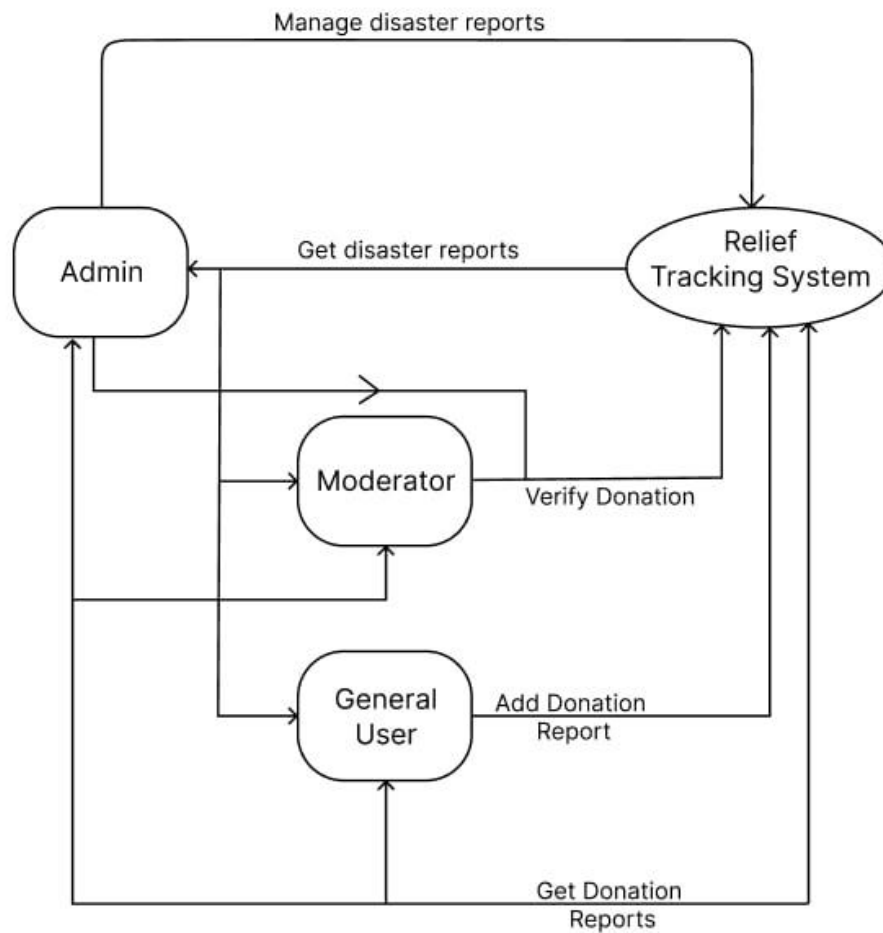 Manage disaster reports
Get disaster reports
Admin
Relief
Tracking System
Moderator
Verify Donation
General
User
Add Donation
Report
Get Donation
Reports